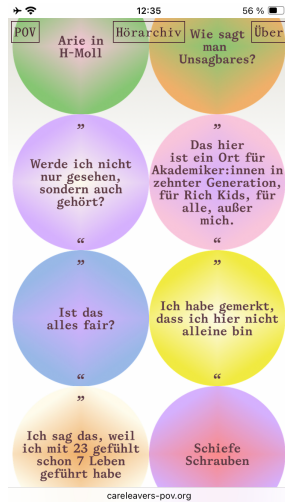 12:35
56 %
POV
Hörarchiv
Über
Arie in
H-Moll
Wie sagt
man
Unsagbares?
”
Werde ich nicht
nur gesehen,
sondern auch
gehört?
“
”
Das hier
ist ein Ort für
Akademiker:innen in
zehnter Generation,
für Rich Kids, für
alle, außer
mich.
“
”
Ist das
alles fair?
“
”
Ich habe gemerkt,
dass ich hier nicht
alleine bin
“
”
Ich sag das, weil
ich mit 23 gefühlt
schon 7 Leben
geführt habe
Schiefe
Schrauben
careleavers-pov.org